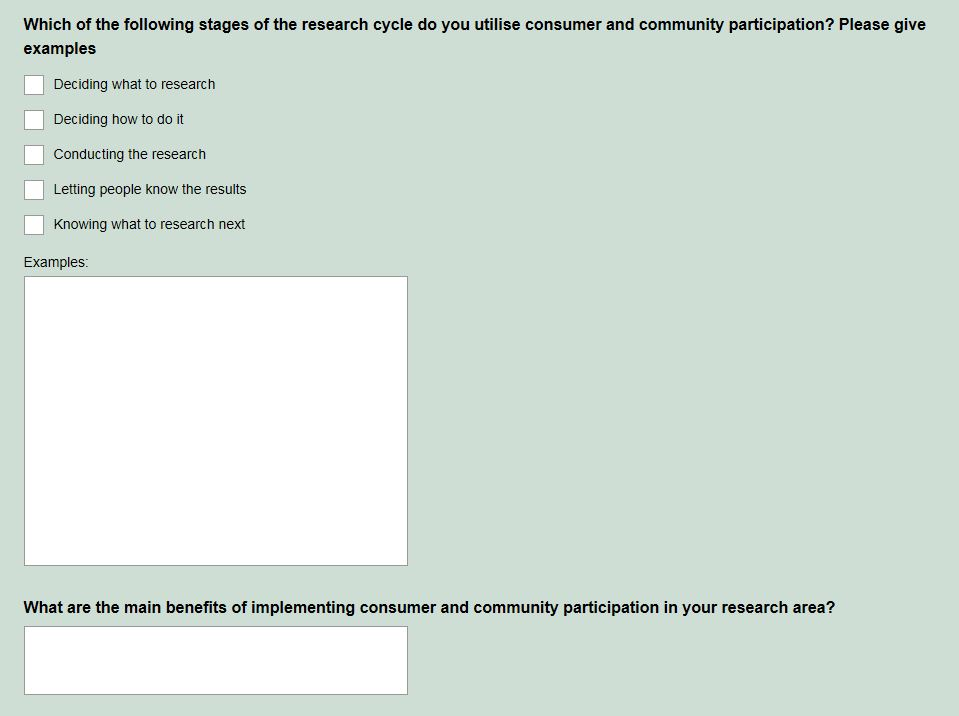 Which of the following stages of the research cycle do you utilise consumer and community participation? Please give
examples
Deciding what to research
Deciding how to do it
Conducting the research
Letting people know the results
Knowing what to research next
Examples:
What are the main benefits of implementing consumer and community participation in your research area?